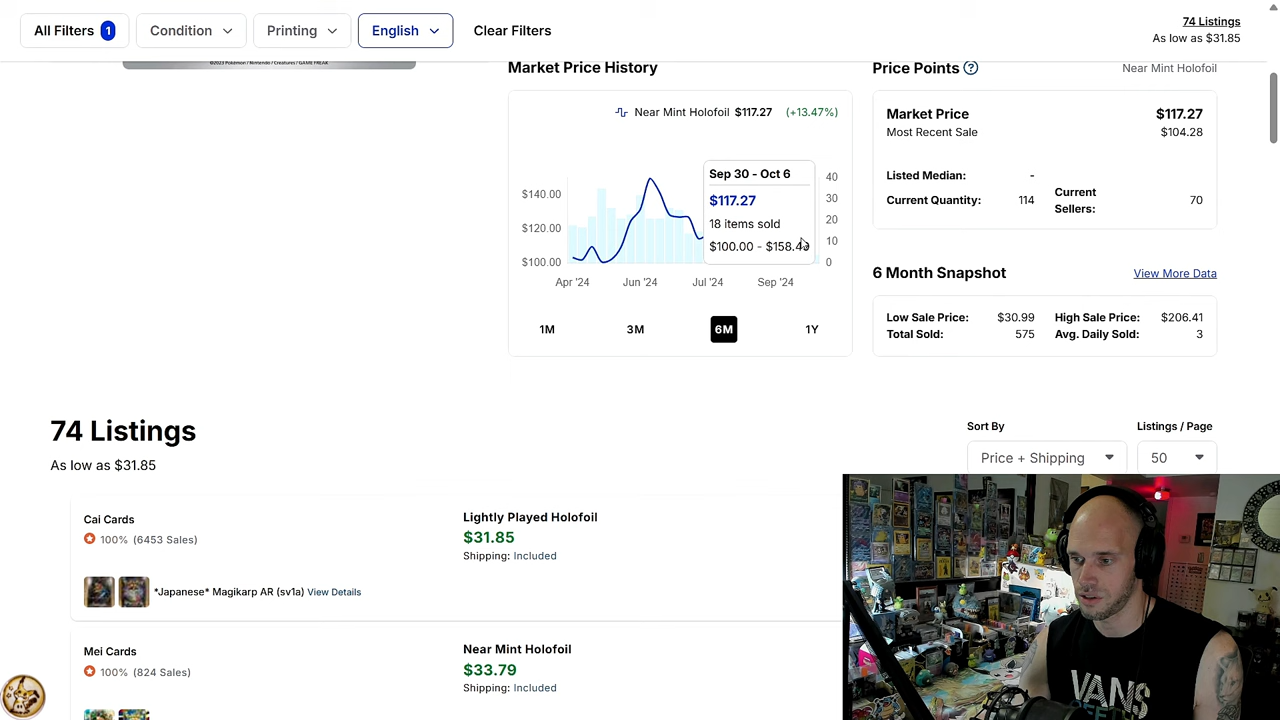 All Filters 1
Condition
Printing
English
Clear Filters
74 Listings
As low as $31.85
©2023 Pokémon / Nintendo / Creatures / GAME FREAK
Market Price History
Near Mint Holofoil $117.27 (+13.47%)
$140.00
$120.00
$100.00
40
30
20
10
0
Sep 30 - Oct 6
$117.27
18 items sold
$100.00 - $158.40
Apr '24
Jun '24
Jul '24
Sep '24
1M
3M
6M
1Y
Price Points ?
Near Mint Holofoil
Market Price $117.27
Most Recent Sale $104.28
Listed Median: -
Current Quantity: 114
Current Sellers: 70
6 Month Snapshot
View More Data
Low Sale Price: $30.99
High Sale Price: $206.41
Total Sold: 575
Avg. Daily Sold: 3
74 Listings
As low as $31.85
Sort By
Price + Shipping
Listings / Page
50
Cai Cards
100% (6453 Sales)
*Japanese* Magikarp AR (sv1a) View Details
Lightly Played Holofoil
$31.85
Shipping: Included
Mei Cards
100% (824 Sales)
Near Mint Holofoil
$33.79
Shipping: Included
VANS